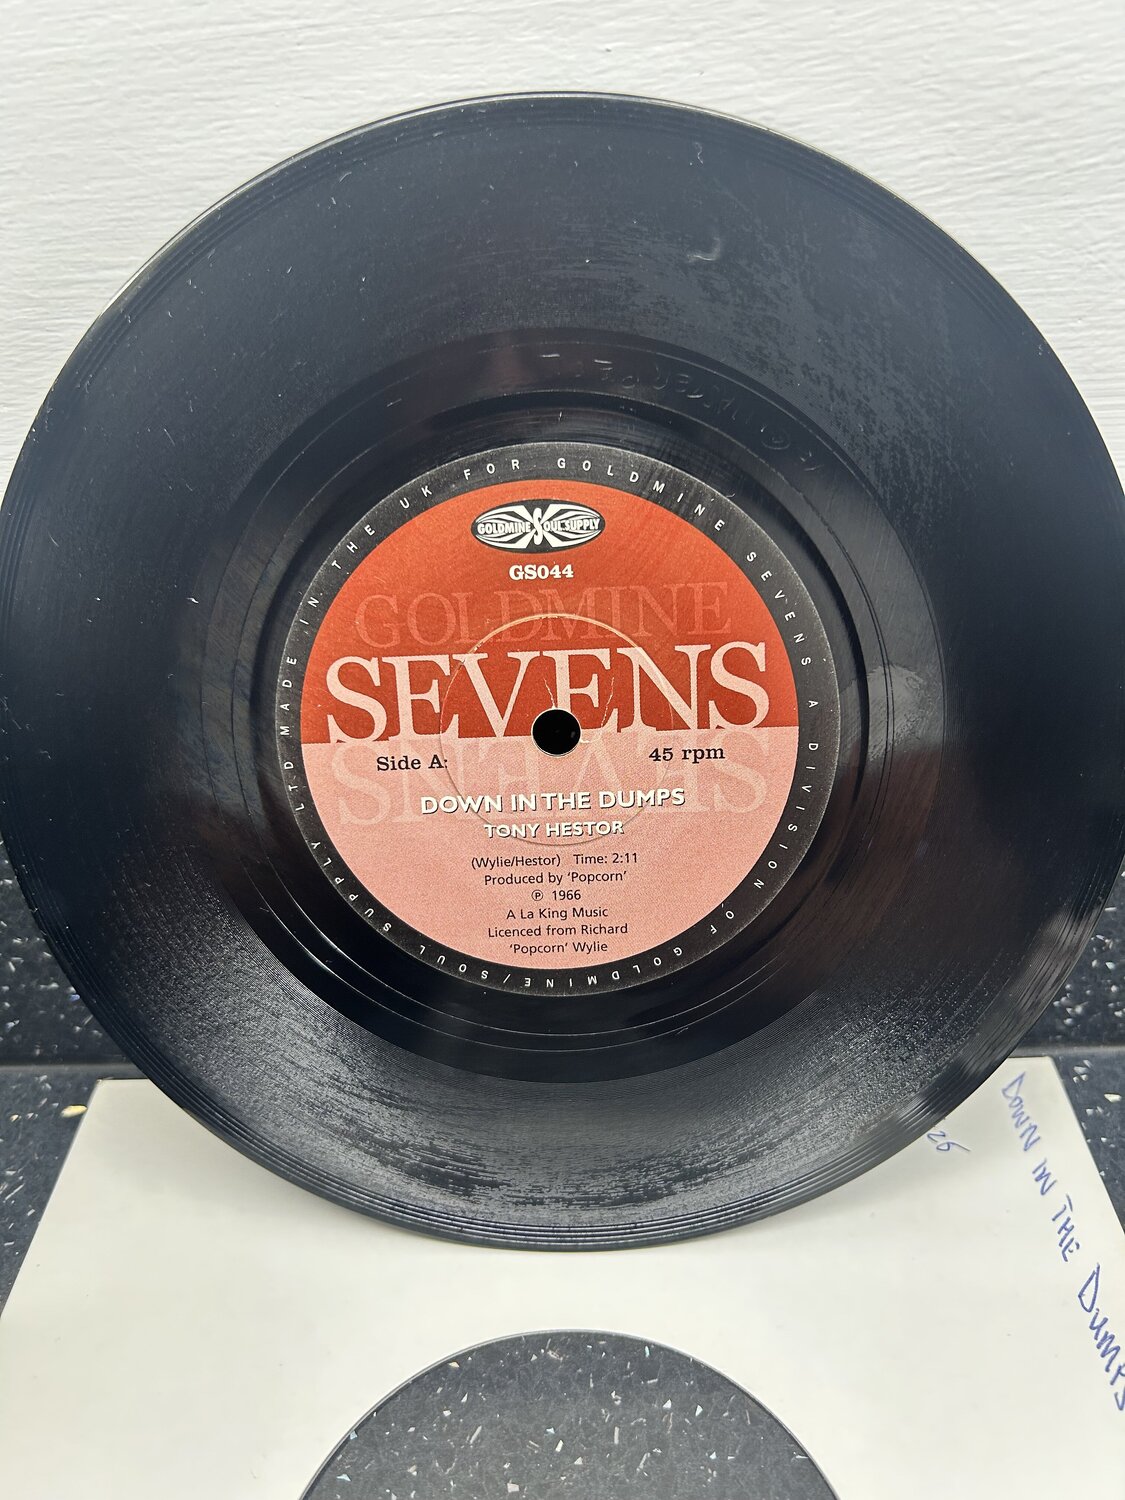 MADE IN THE UK FOR GOLDMINE SEVENS A DIVISION OF GOLDMINE/SOUL SUPPLY LTD
GOLDMINE SOUL SUPPLY
GS044
GOLDMINE
SEVENS
SEVENS
Side A: 45 rpm
DOWN IN THE DUMPS
TONY HESTOR
(Wylie/Hestor) Time: 2:11
Produced by ‘Popcorn’
℗ 1966
A La King Music
Licenced from Richard
‘Popcorn’ Wylie
DOWN IN THE DUMPS